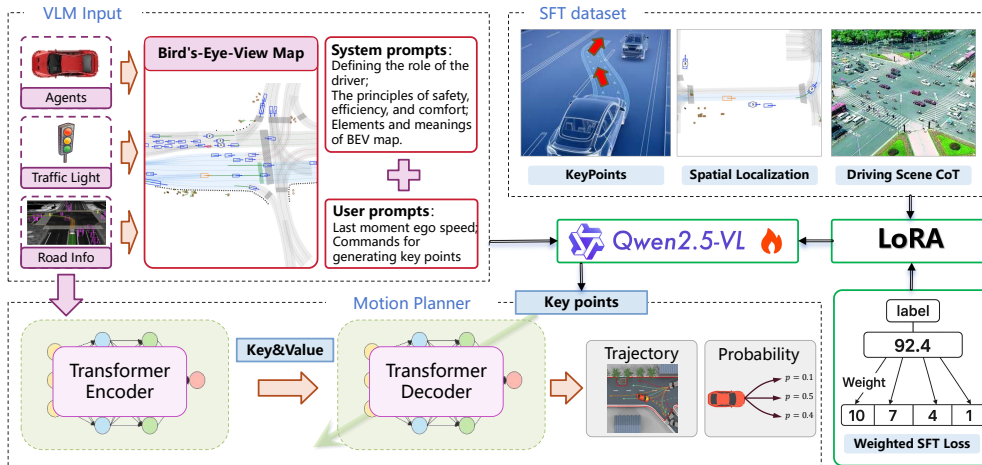 VLM Input
Agents
Traffic Light
Road Info
Bird's-Eye-View Map
System prompts:
Defining the role of the
driver;
The principles of safety,
efficiency, and comfort;
Elements and meanings
of BEV map.
User prompts:
Last moment ego speed;
Commands for
generating key points
SFT dataset
KeyPoints
Spatial Localization
Driving Scene CoT
Qwen2.5-VL
LoRA
label
92.4
Weight
10 7 4 1
Weighted SFT Loss
Motion Planner
Key points
Transformer
Encoder
Key&Value
Transformer
Decoder
Trajectory
Probability
p = 0.1
p = 0.5
p = 0.4